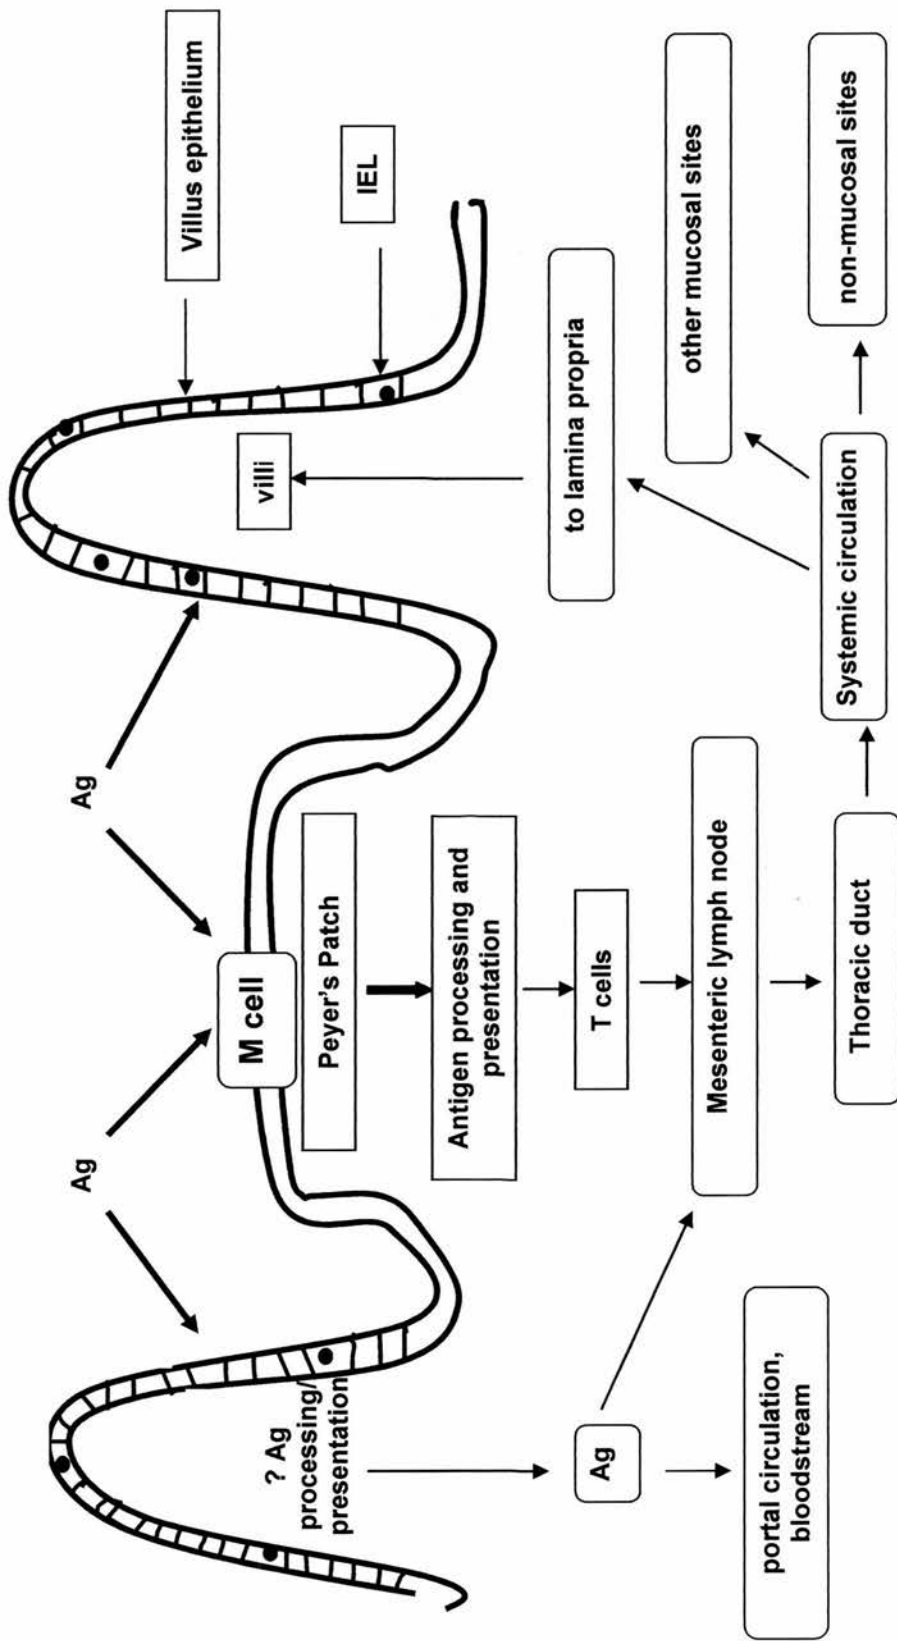 Ag
Ag
Villus epithelium
IEL
M cell
villi
Peyer's Patch
? Ag
processing/
presentation
Antigen processing and
presentation
T cells
to lamina propria
Ag
Mesenteric lymph node
other mucosal sites
portal circulation,
bloodstream
Thoracic duct
Systemic circulation
non-mucosal sites